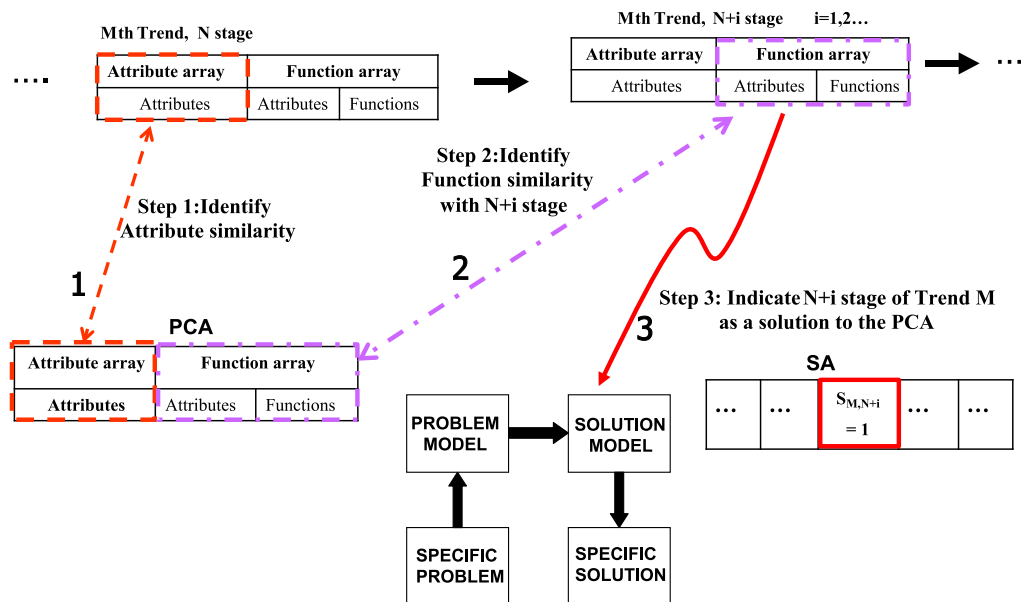 Mth Trend, N stage
Mth Trend, N+i stage i=1,2…
Attribute array Function array
Attributes Attributes Functions
Attribute array Function array
Attributes Attributes Functions
....
...
Step 1:Identify
Attribute similarity
1
Step 2:Identify
Function similarity
with N+i stage
2
Step 3: Indicate N+i stage of Trend M
as a solution to the PCA
3
PCA
Attribute array Function array
Attributes Attributes Functions
SA
... ... S_{M,N+i} ... ...
= 1
PROBLEM
MODEL
SOLUTION
MODEL
SPECIFIC
PROBLEM
SPECIFIC
SOLUTION